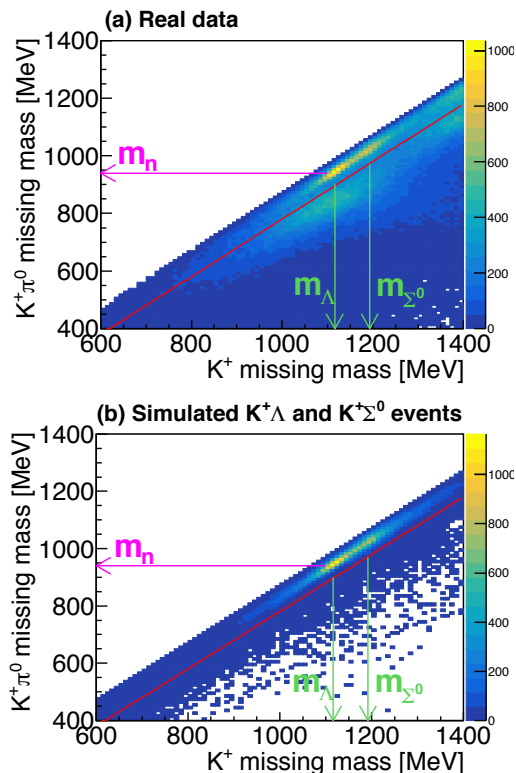 (a) Real data
K⁺π⁰ missing mass [MeV]
1400
1200
1000
800
600
400
mₙ
m_Λ
m_Σ⁰
600 800 1000 1200 1400
K⁺ missing mass [MeV]
1000
800
600
400
200
0
(b) Simulated K⁺Λ and K⁺Σ⁰ events
K⁺π⁰ missing mass [MeV]
1400
1200
1000
800
600
400
mₙ
m_Λ
m_Σ⁰
600 800 1000 1200 1400
K⁺ missing mass [MeV]
1000
800
600
400
200
0